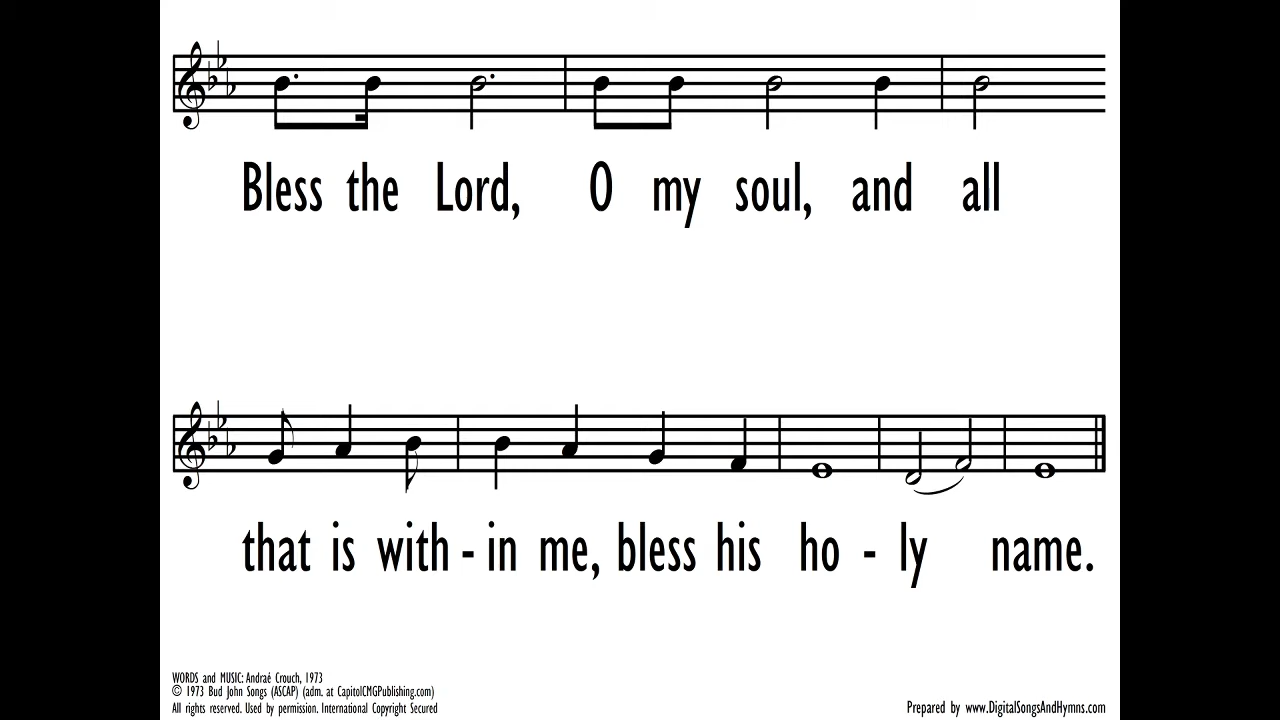 Bless the Lord, O my soul, and all
that is with - in me, bless his ho - ly name.
WORDS and MUSIC: Andraé Crouch, 1973
© 1973 Bud John Songs (ASCAP) (adm. at CapitolCMGPublishing.com)
All rights reserved. Used by permission. International Copyright Secured
Prepared by www.DigitalSongsAndHymns.com